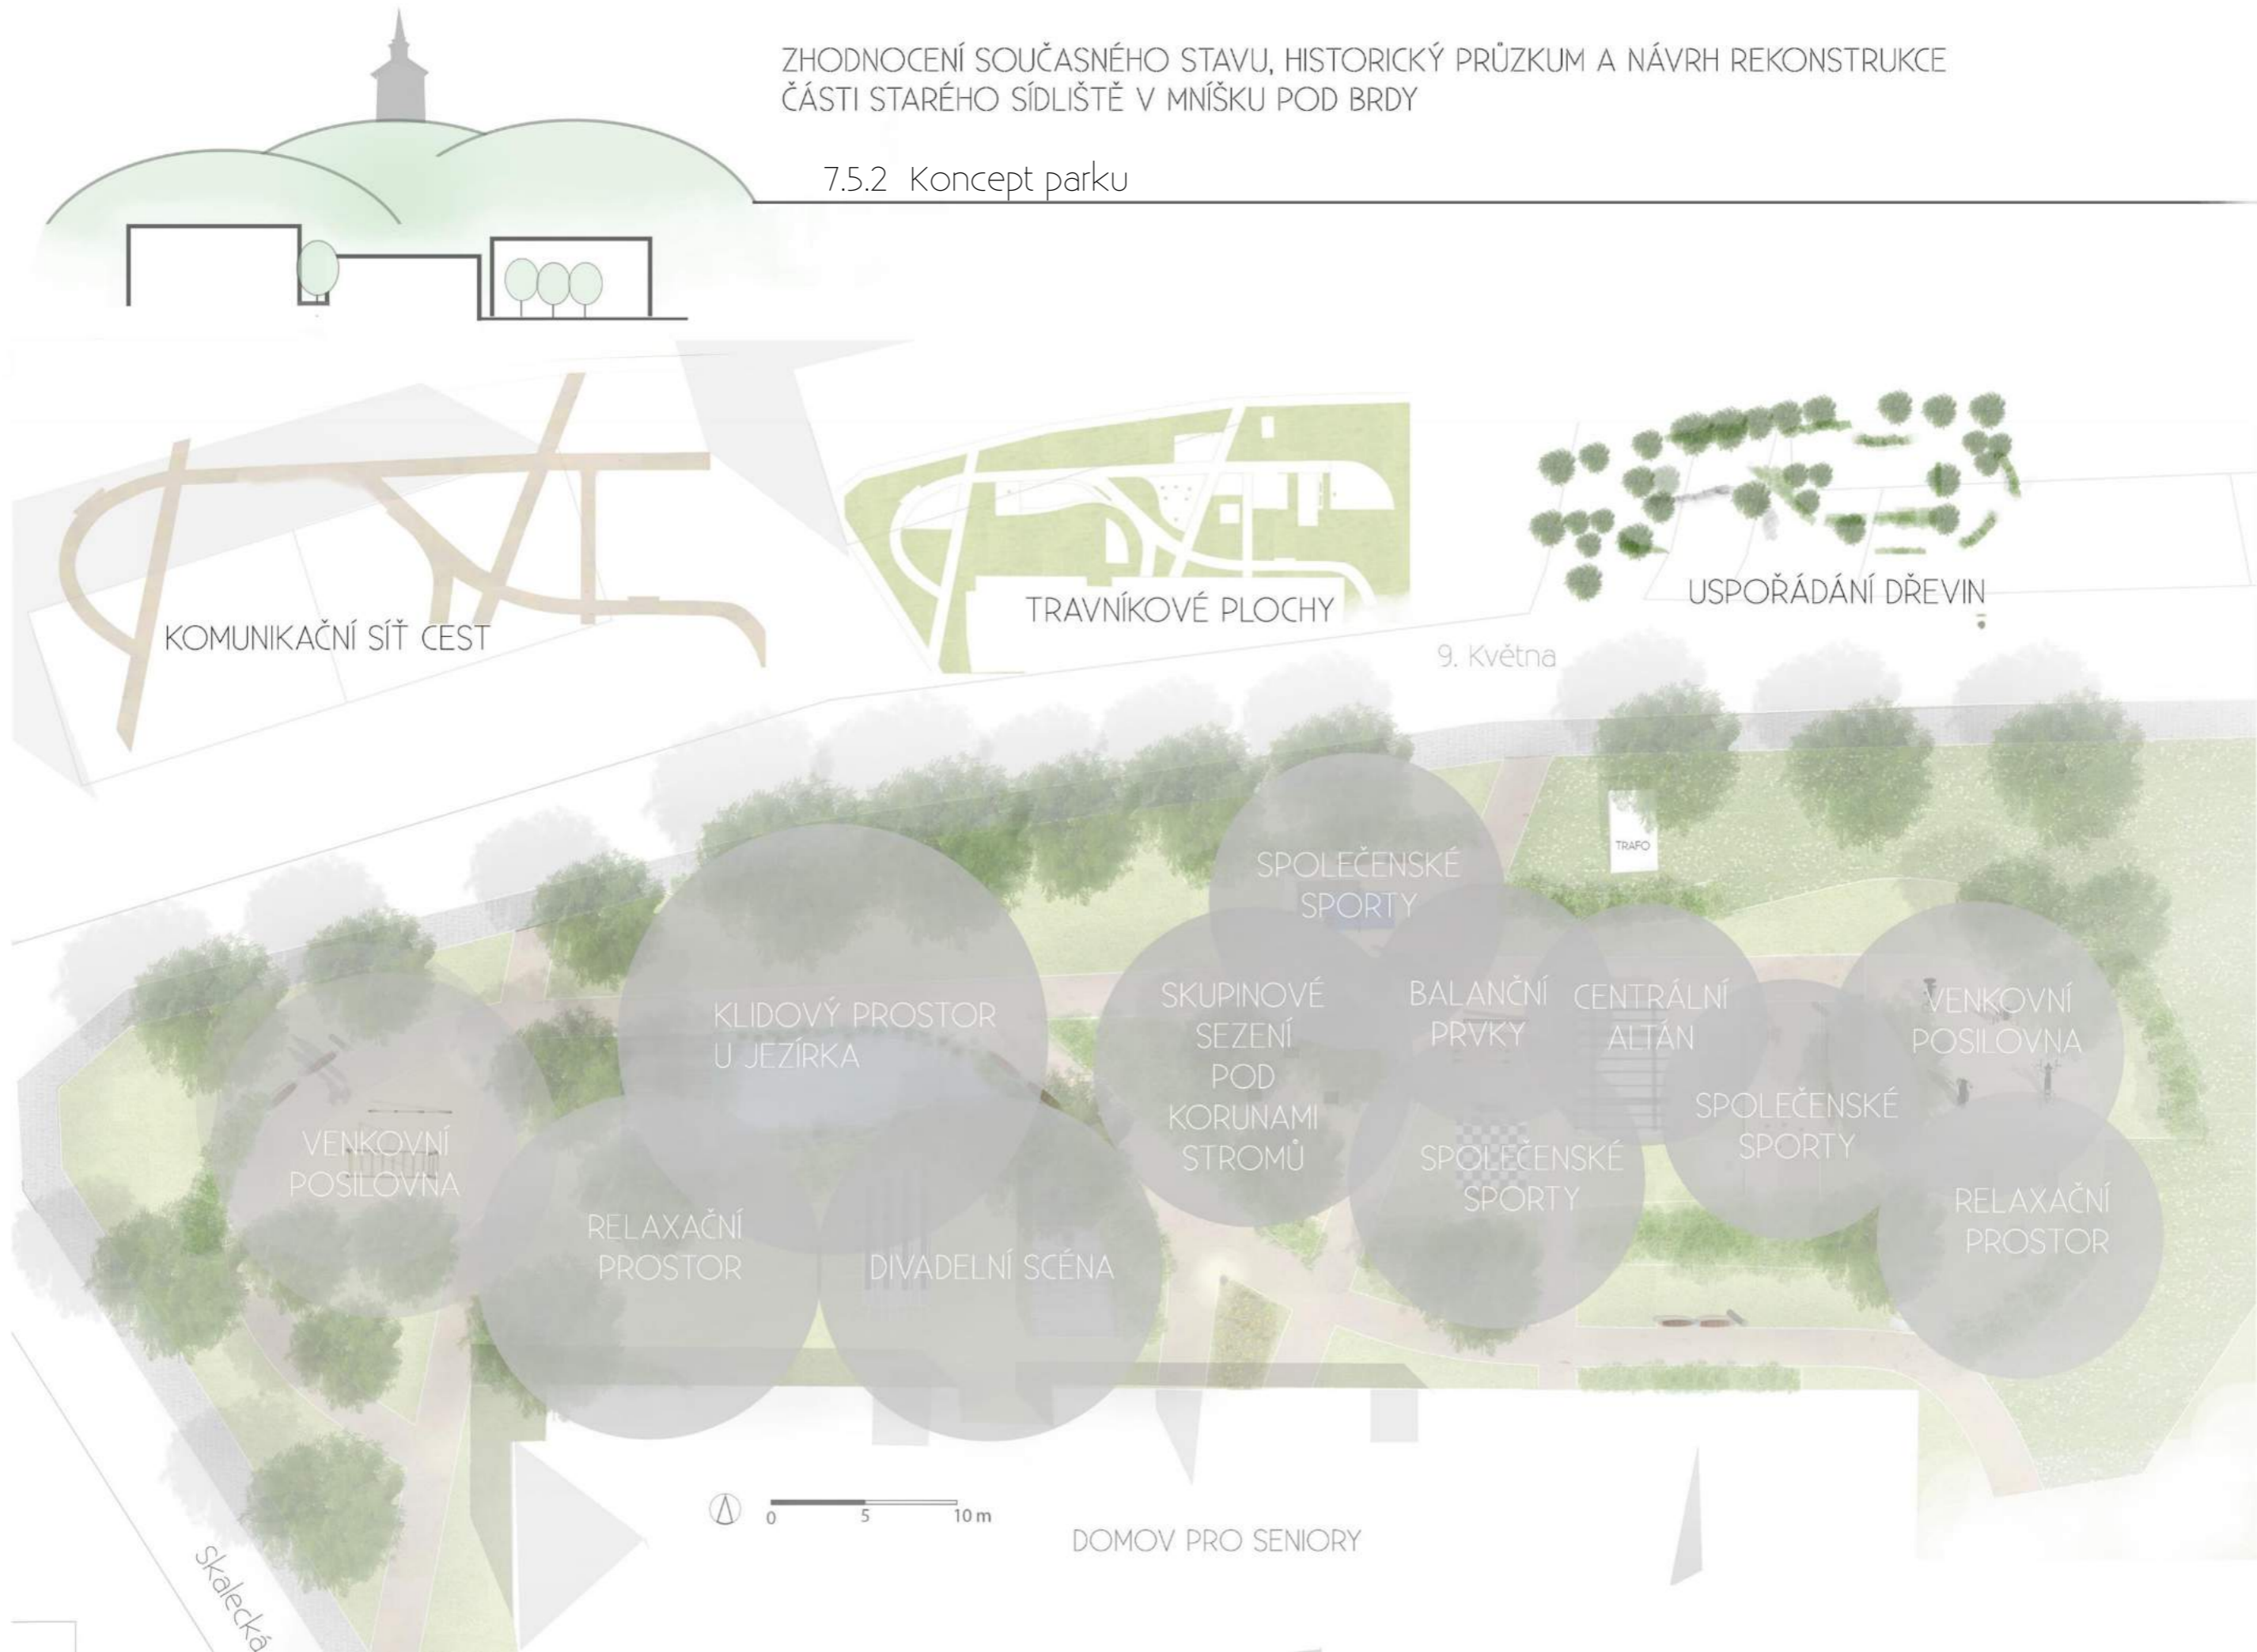 ZHODNOCENÍ SOUČASNÉHO STAVU, HISTORICKÝ PRŮZKUM A NÁVRH REKONSTRUKCE
ČÁSTI STARÉHO SÍDLIŠTĚ V MNÍŠKU POD BRDY
7.5.2 Koncept parku
KOMUNIKAČNÍ SÍŤ CEST
TRAVNÍKOVÉ PLOCHY
USPOŘÁDÁNÍ DŘEVIN
9. Května
TRAFO
SPOLEČENSKÉ
SPORTY
KLIDOVÝ PROSTOR
U JEZÍRKA
SKUPINOVÉ
SEZENÍ
POD
KORUNAMI
STROMŮ
BALANČNÍ
PRVKY
CENTRÁLNÍ
ALTÁN
VENKOVNÍ
POSILOVNA
SPOLEČENSKÉ
SPORTY
VENKOVNÍ
POSILOVNA
SPOLEČENSKÉ
SPORTY
RELAXAČNÍ
PROSTOR
RELAXAČNÍ
PROSTOR
DIVADELNÍ SCÉNA
0 5 10 m
DOMOV PRO SENIORY
Skalecká